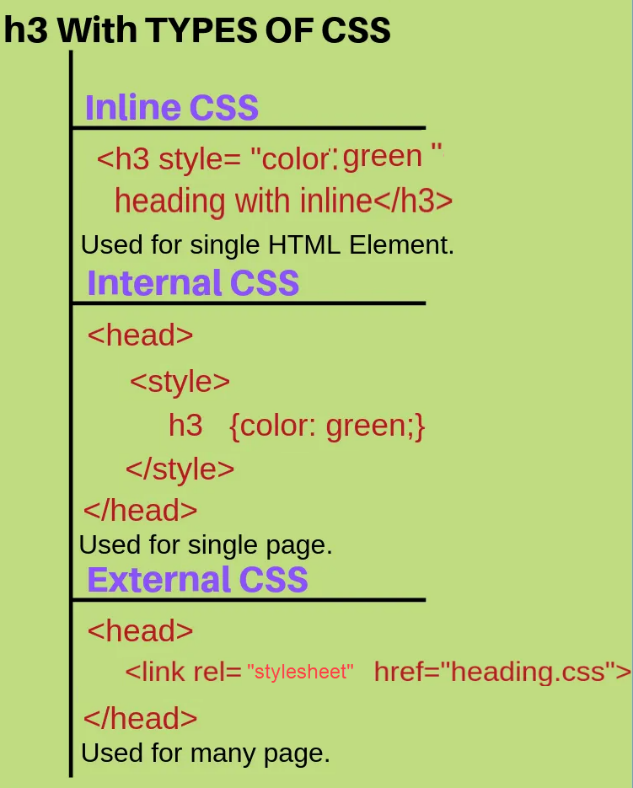 h3 With TYPES OF CSS
Inline CSS
<h3 style= "color: green "
heading with inline</h3>
Used for single HTML Element.
Internal CSS
<head>
<style>
h3 {color: green;}
</style>
</head>
Used for single page.
External CSS
<head>
<link rel= "stylesheet" href="heading.css">
</head>
Used for many page.